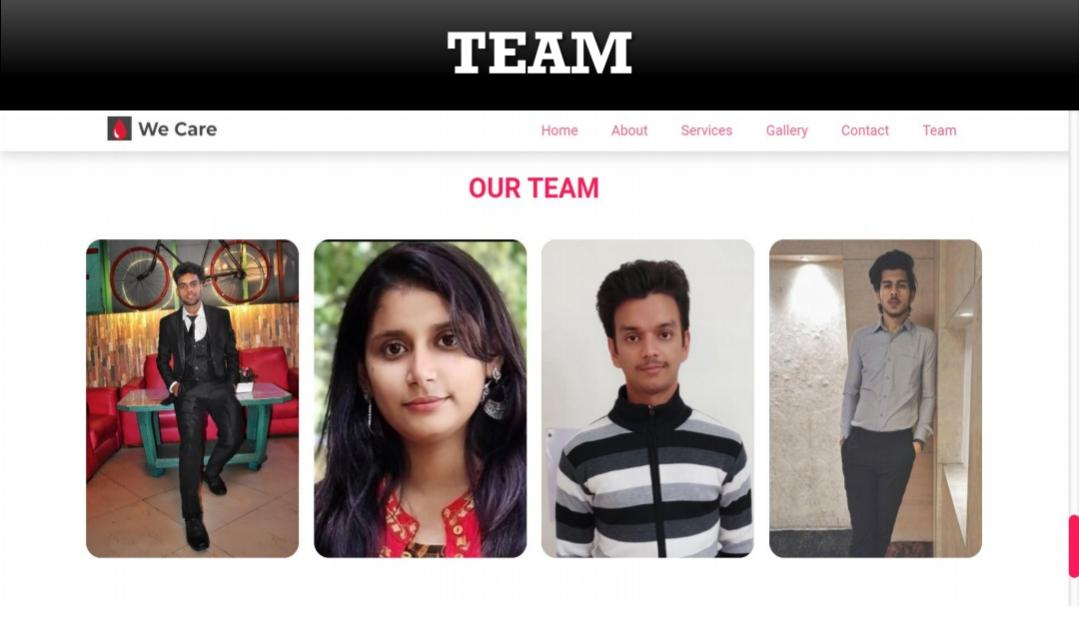 TEAM
We Care
Home About Services Gallery Contact Team
OUR TEAM